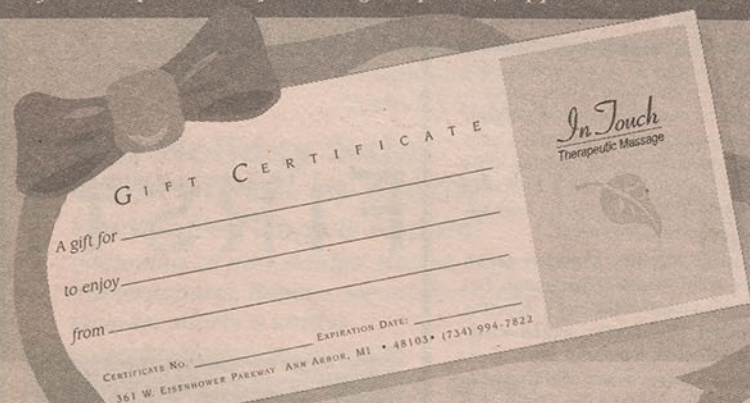 GIFT CERTIFICATE
In Touch
Therapeutic Massage
A gift for
to enjoy
from
CERTIFICATE NO. EXPIRATION DATE:
361 W. EISENHOWER PARKWAY ANN ARBOR, MI • 48103 • (734) 994-7822